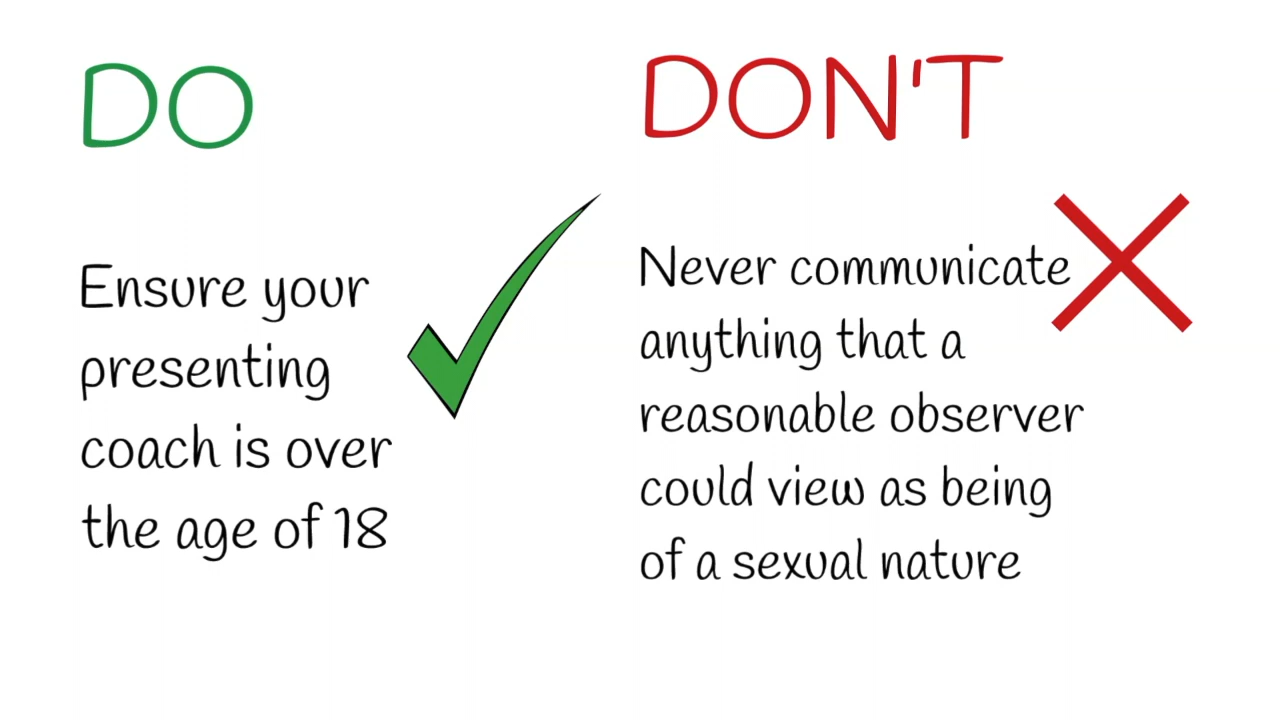 DO
Ensure your
presenting
coach is over
the age of 18
DON'T
Never communicate
anything that a
reasonable observer
could view as being
of a sexual nature